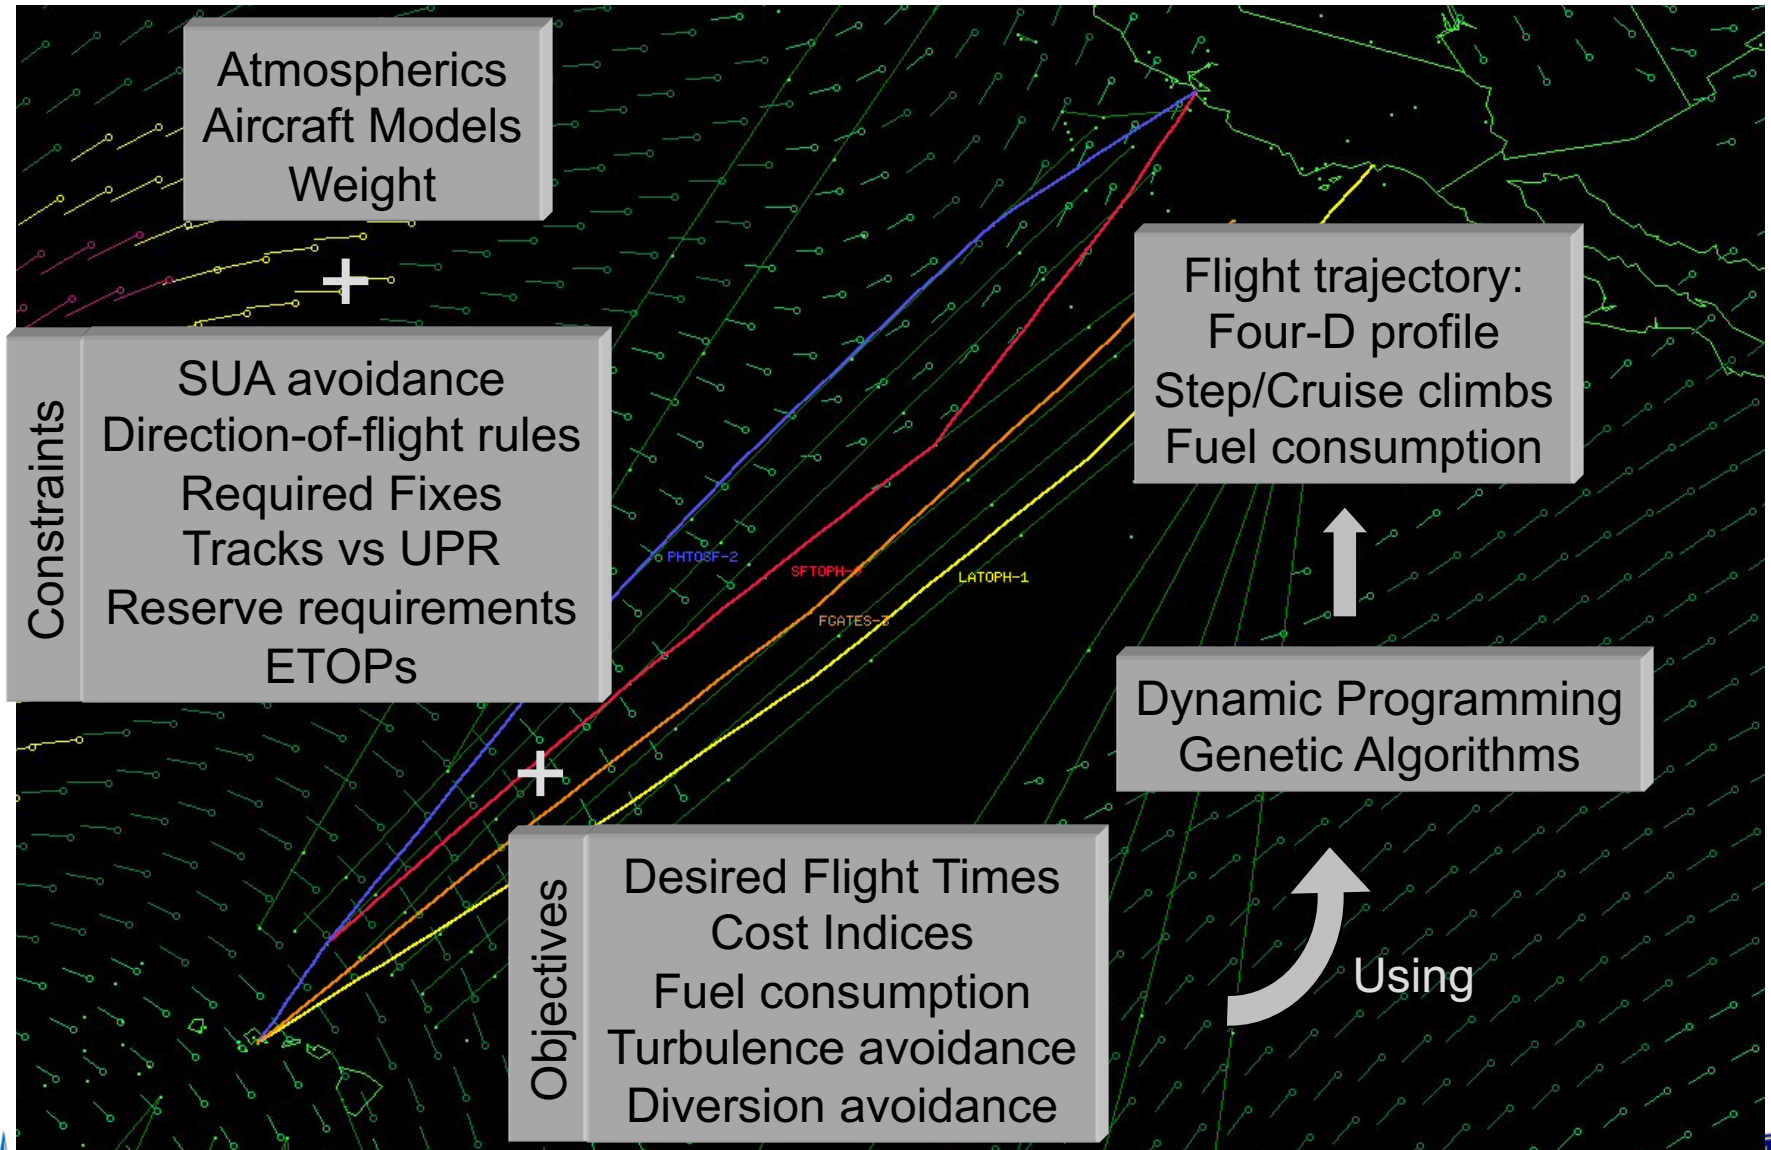 Atmospherics
Aircraft Models
Weight
+
Constraints
SUA avoidance
Direction-of-flight rules
Required Fixes
Tracks vs UPR
Reserve requirements
ETOPs
+
Objectives
Desired Flight Times
Cost Indices
Fuel consumption
Turbulence avoidance
Diversion avoidance
Using
Dynamic Programming
Genetic Algorithms
Flight trajectory:
Four-D profile
Step/Cruise climbs
Fuel consumption
PHTOSF-2
LATOPH-1
FGATES-3